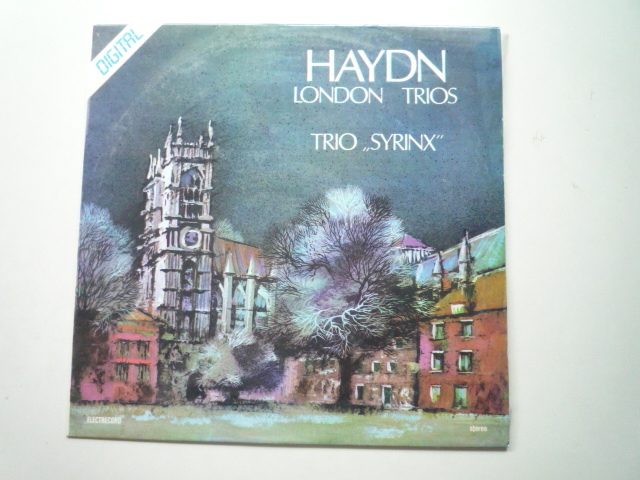 DIGITAL
HAYDN
LONDON TRIOS
TRIO „SYRINX"
ELECTRECORD
stereo